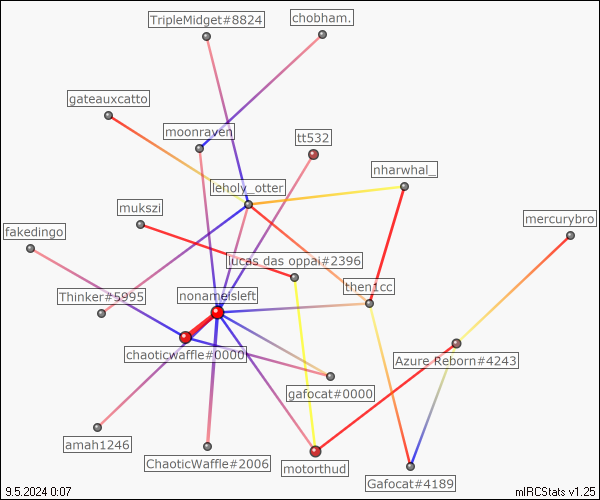 TripleMidget#8824
chobham.
gateauxcatto
moonraven
tt532
nharwhal_
leholy_otter
mukszi
mercurybro
fakedingo
lucas das oppai#2396
then1cc
Thinker#5995
nonameisleft
chaoticwaffle#0000
Azure Reborn#4243
gafocat#0000
amah1246
ChaoticWaffle#2006
motorthud
Gafocat#4189
9.5.2024 0:07
mIRCStats v1.25